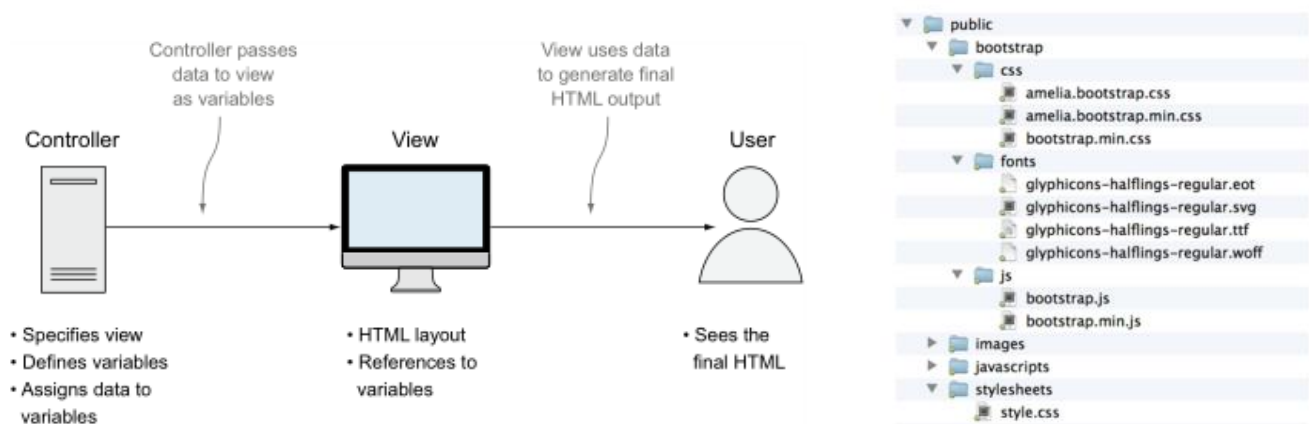 Controller passes
data to view
as variables
View uses data
to generate final
HTML output
Controller
View
User
• Specifies view
• Defines variables
• Assigns data to
variables
• HTML layout
• References to
variables
• Sees the
final HTML
public
bootstrap
css
amelia.bootstrap.css
amelia.bootstrap.min.css
bootstrap.min.css
fonts
glyphicons-halflings-regular.eot
glyphicons-halflings-regular.svg
glyphicons-halflings-regular.ttf
glyphicons-halflings-regular.woff
js
bootstrap.js
bootstrap.min.js
images
javascripts
stylesheets
style.css